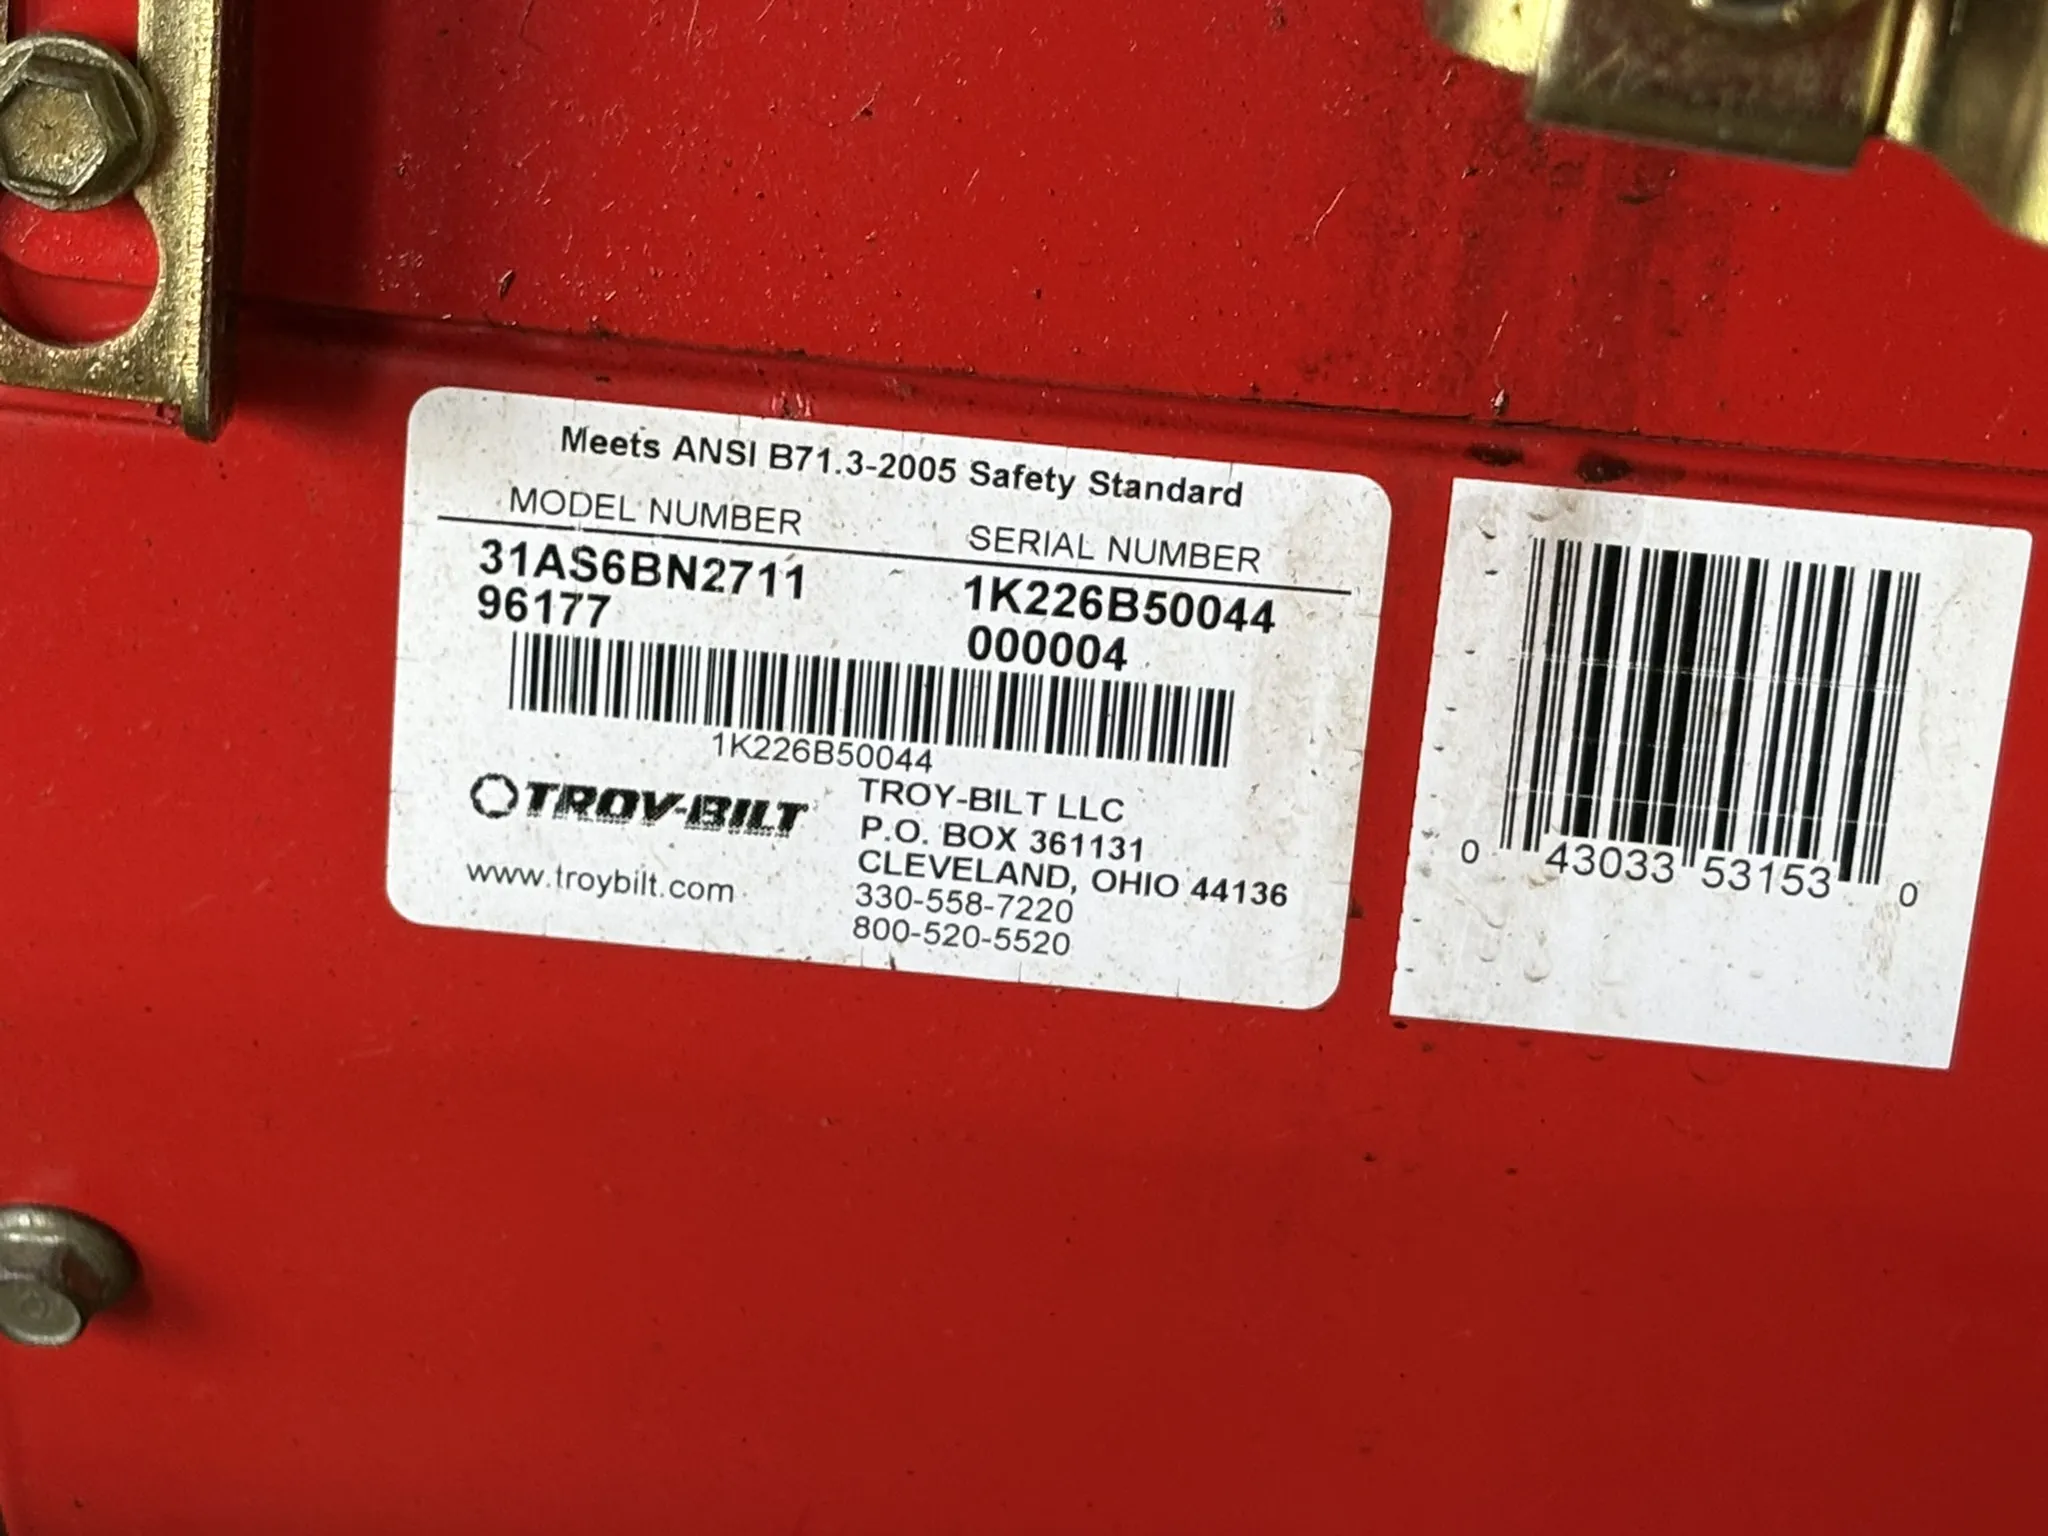 Meets ANSI B71.3-2005 Safety Standard
MODEL NUMBER SERIAL NUMBER
31AS6BN2711 1K226B50044
96177 000004
1K226B50044
TROY-BILT
www.troybilt.com
TROY-BILT LLC
P.O. BOX 361131
CLEVELAND, OHIO 44136
330-558-7220
800-520-5520
0 43033 53153 0